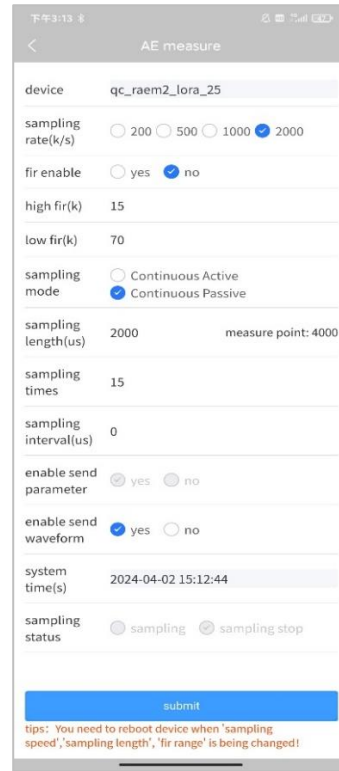 下午3:13
AE measure
device qc_raem2_lora_25
sampling
rate(k/s) 200 500 1000 2000
fir enable yes no
high fir(k) 15
low fir(k) 70
sampling Continuous Active
mode Continuous Passive
sampling
length(us) 2000 measure point: 4000
sampling
times 15
sampling
interval(us) 0
enable send
parameter yes no
enable send
waveform yes no
system
time(s) 2024-04-02 15:12:44
sampling
status sampling sampling stop
submit
tips: You need to reboot device when 'sampling
speed','sampling length', 'fir range' is being changed!